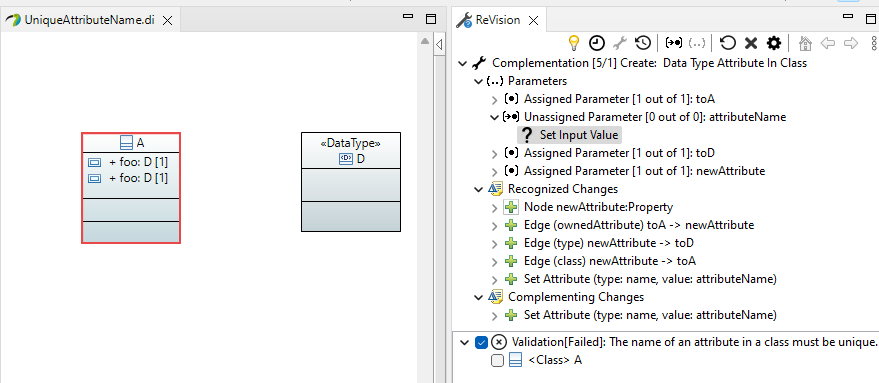 UniqueAttributeName.di
A
+ foo: D [1]
+ foo: D [1]
«DataType»
D
ReVision
Complementation [5/1] Create: Data Type Attribute In Class
Parameters
Assigned Parameter [1 out of 1]: toA
Unassigned Parameter [0 out of 0]: attributeName
Set Input Value
Assigned Parameter [1 out of 1]: toD
Assigned Parameter [1 out of 1]: newAttribute
Recognized Changes
Node newAttribute:Property
Edge (ownedAttribute) toA -> newAttribute
Edge (type) newAttribute -> toD
Edge (class) newAttribute -> toA
Set Attribute (type: name, value: attributeName)
Complementing Changes
Set Attribute (type: name, value: attributeName)
Validation[Failed]: The name of an attribute in a class must be unique.
<Class> A